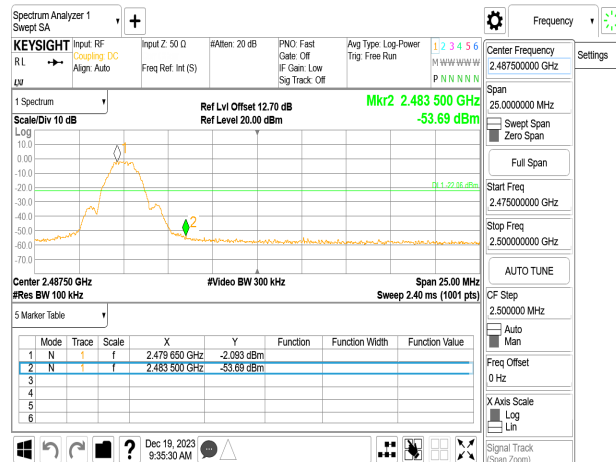 Spectrum Analyzer 1
Swept SA
Frequency
KEYSIGHT
Input: RF
Input Z: 50 Ω
#Atten: 20 dB
PNO: Fast
Avg Type: Log-Power
1 2 3 4 5 6
RL
Coupling: DC
Gate: Off
Trig: Free Run
M W W W W W
Align: Auto
Freq Ref: Int (S)
IF Gain: Low
Sig Track: Off
P N N N N N
1 Spectrum
Ref Lvl Offset 12.70 dB
Mkr2 2.483 500 GHz
Scale/Div 10 dB
Ref Level 20.00 dBm
-53.69 dBm
Log
10.0
0.00
-10.0
-20.0
DL1 -22.06 dBm
-30.0
-40.0
-50.0
-60.0
-70.0
1
2
Center 2.48750 GHz
#Video BW 300 kHz
Span 25.00 MHz
#Res BW 100 kHz
Sweep 2.40 ms (1001 pts)
5 Marker Table
Mode Trace Scale X Y Function Function Width Function Value
1 N 1 f 2.479 650 GHz -2.093 dBm
2 N 1 f 2.483 500 GHz -53.69 dBm
3
4
5
6
?
Dec 19, 2023
9:35:30 AM
Center Frequency
2.487500000 GHz
Settings
Span
25.0000000 MHz
Swept Span
Zero Span
Full Span
Start Freq
2.475000000 GHz
Stop Freq
2.500000000 GHz
AUTO TUNE
CF Step
2.500000 MHz
Auto
Man
Freq Offset
0 Hz
X Axis Scale
Log
Lin
Signal Track
(Span Zoom)